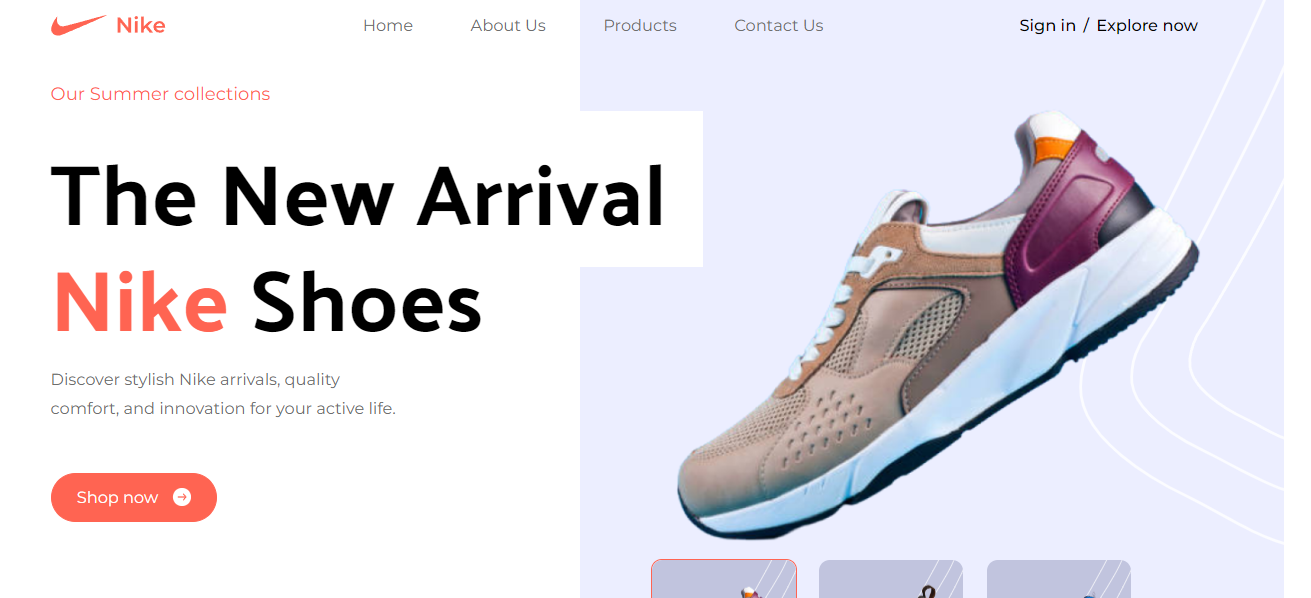 Nike
Home
About Us
Products
Contact Us
Sign in / Explore now
Our Summer collections
The New Arrival
Nike Shoes
Discover stylish Nike arrivals, quality
comfort, and innovation for your active life.
Shop now